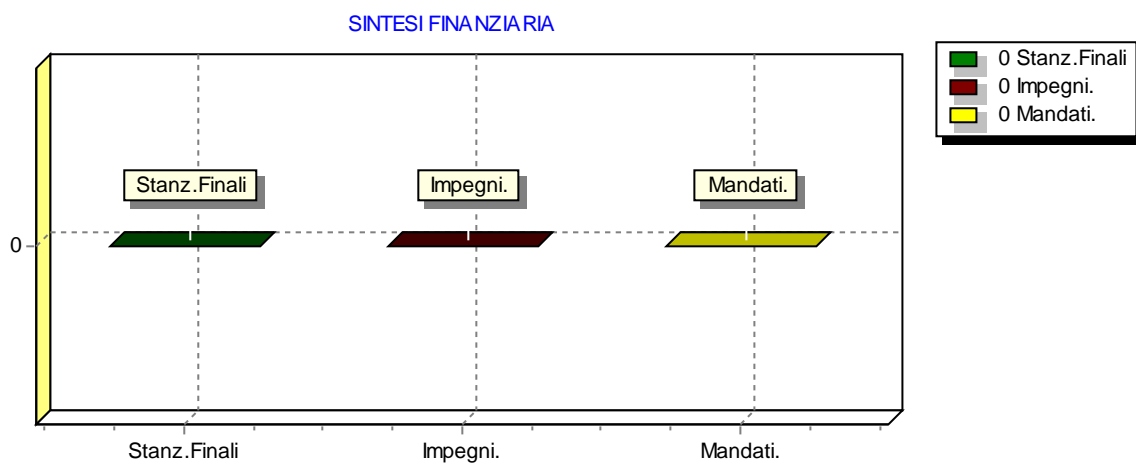 SINTESI FINANZIARIA
0 Stanz.Finali
0 Impegni.
0 Mandati.
Stanz.Finali
Impegni.
Mandati.
0
Stanz.Finali
Impegni.
Mandati.